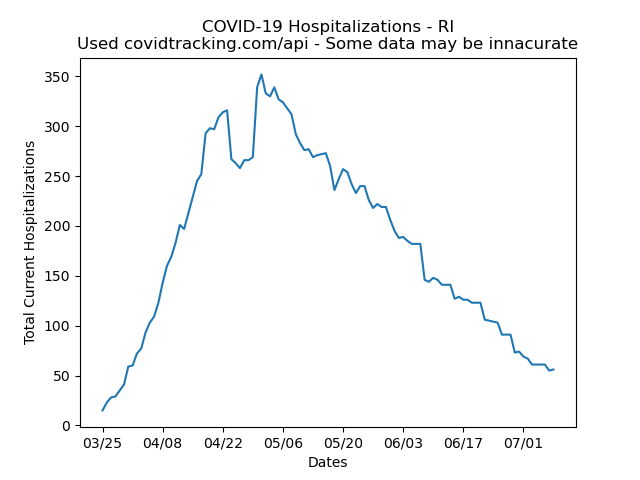 COVID-19 Hospitalizations - RI
Used covidtracking.com/api - Some data may be innacurate
Total Current Hospitalizations
350
300
250
200
150
100
50
0
03/25 04/08 04/22 05/06 05/20 06/03 06/17 07/01
Dates